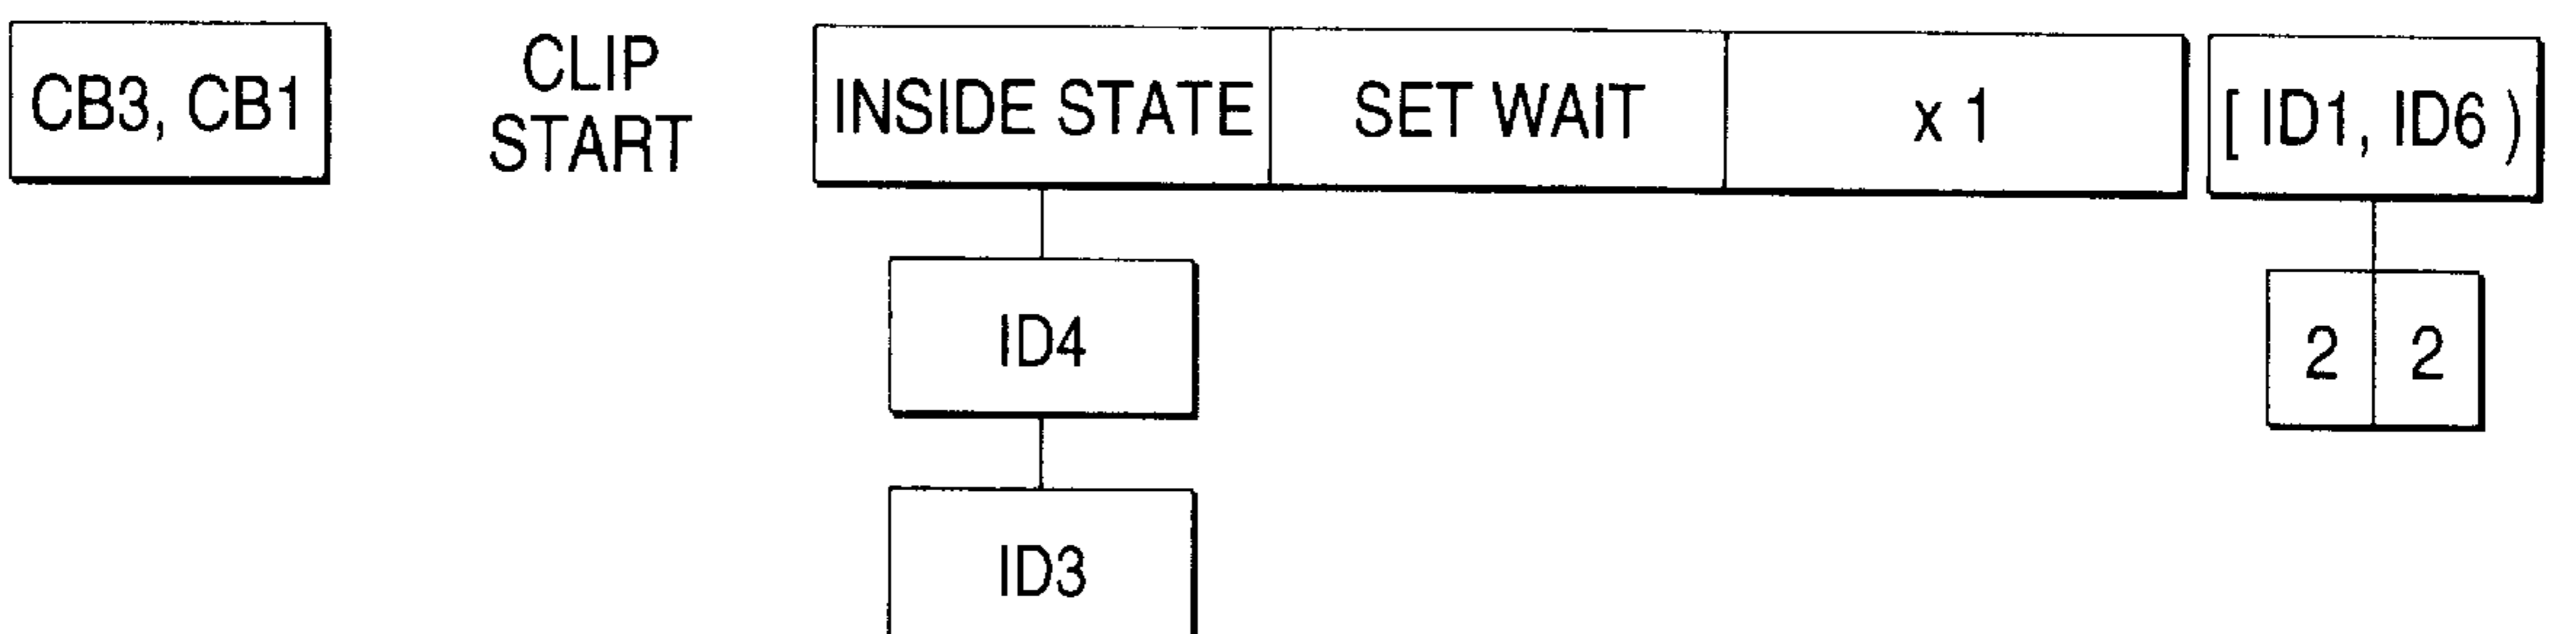 CB3, CB1
CLIP
START
INSIDE STATE
SET WAIT
x 1
[ ID1, ID6 )
ID4
2
2
ID3